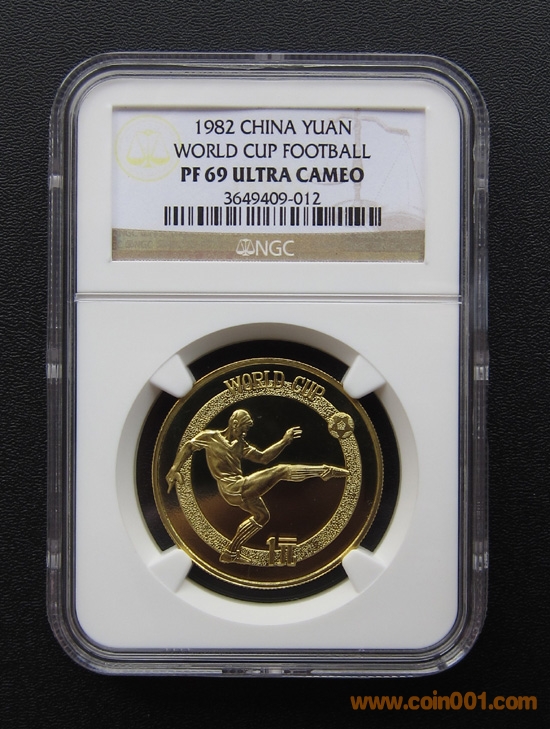 1982 CHINA YUAN
WORLD CUP FOOTBALL
PF 69 ULTRA CAMEO
3649409-012
NGC
WORLD CUP
1元
www.coin001.com